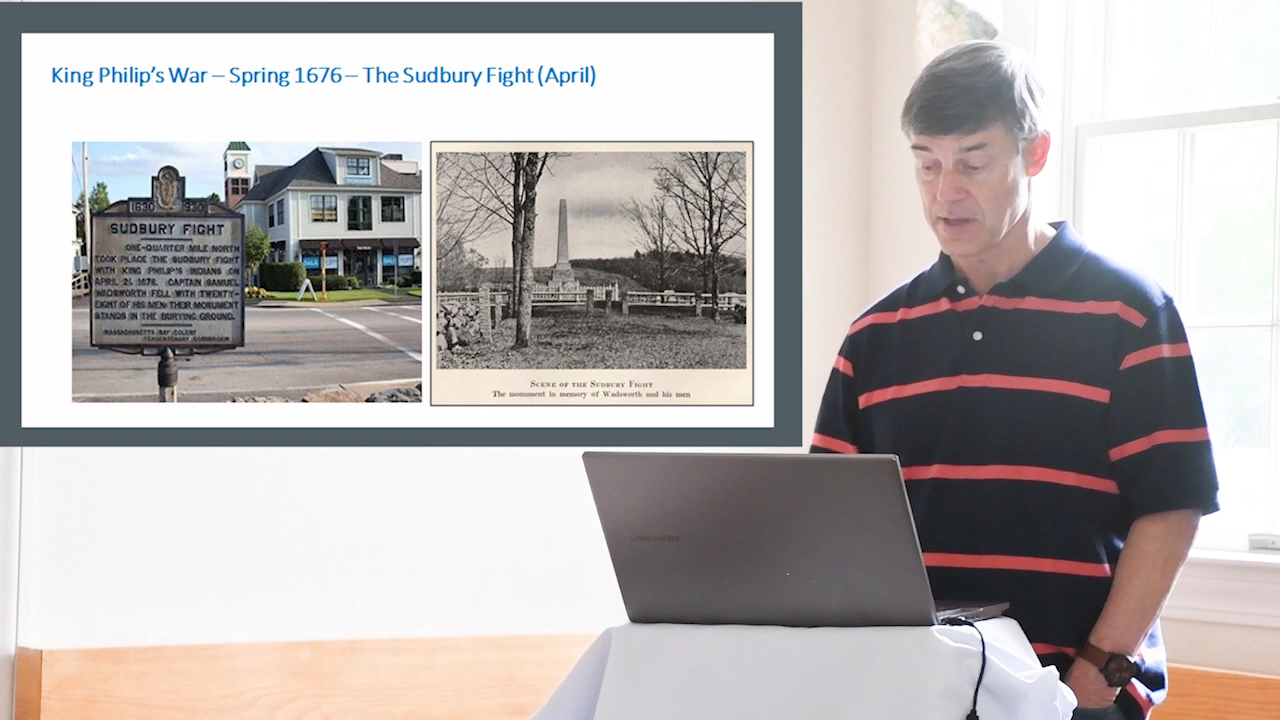 King Philip's War – Spring 1676 – The Sudbury Fight (April)
1630 1930
SUDBURY FIGHT
ONE-QUARTER MILE NORTH
TOOK PLACE THE SUDBURY FIGHT
WITH KING PHILIP'S INDIANS ON
APRIL 21, 1676. CAPTAIN SAMUEL
WADSWORTH FELL WITH TWENTY-
EIGHT OF HIS MEN: THEIR MONUMENT
STANDS IN THE BURYING GROUND.
MASSACHUSETTS BAY COLONY
TERCENTENARY COMMISSION
SCENE OF THE SUDBURY FIGHT
The monument in memory of Wadsworth and his men
SAMSUNG